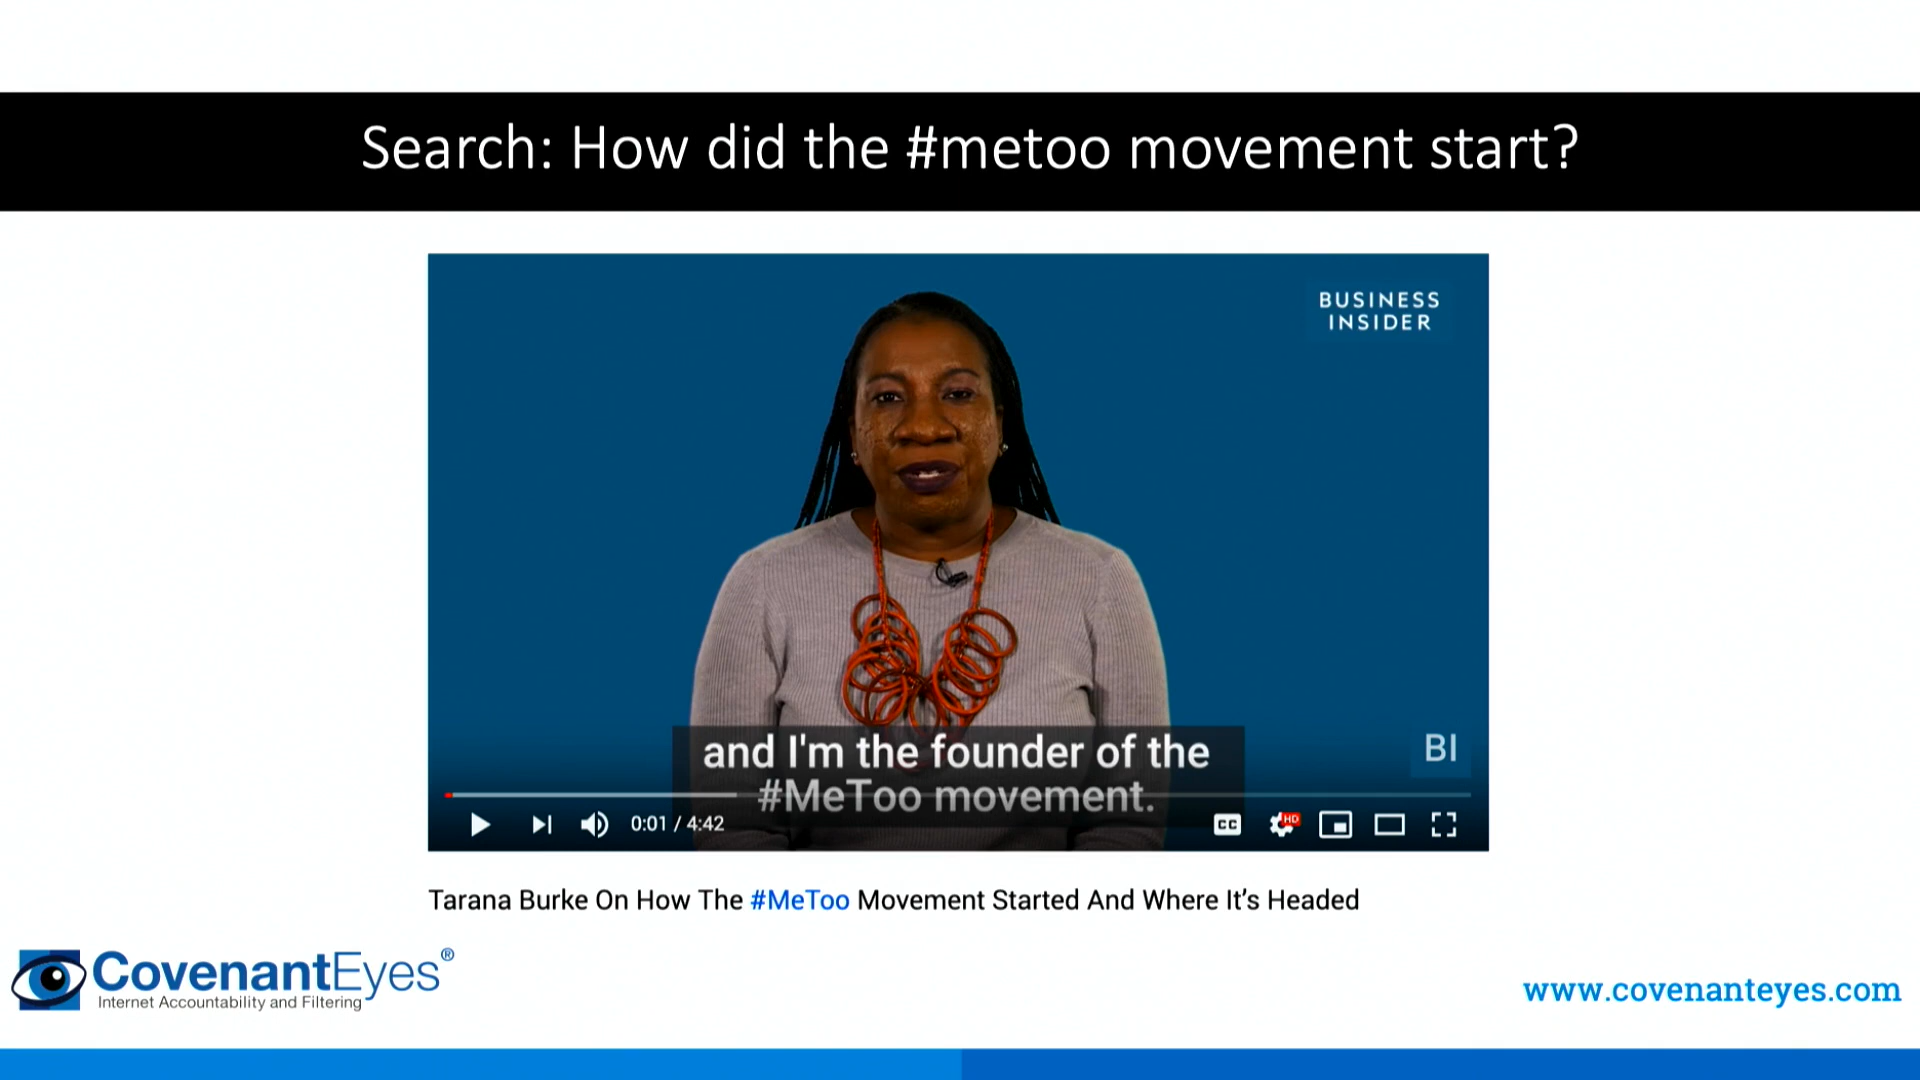 Search: How did the #metoo movement start?
BUSINESS
INSIDER
and I'm the founder of the
#MeToo movement.
BI
0:01 / 4:42
CC
HD
Tarana Burke On How The #MeToo Movement Started And Where It’s Headed
CovenantEyes®
Internet Accountability and Filtering
www.covenanteyes.com